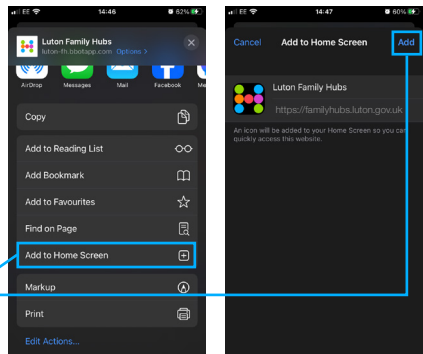 EE 14:46 62%
Luton Family Hubs
luton-fh.bbotapp.com Options >
AirDrop Messages Mail Facebook
Copy
Add to Reading List
Add Bookmark
Add to Favourites
Find on Page
Add to Home Screen
Markup
Print
Edit Actions...
EE 14:47 60%
Cancel Add to Home Screen Add
Luton Family Hubs
https://familyhubs.luton.gov.uk
An icon will be added to your Home Screen so you can
quickly access this website.